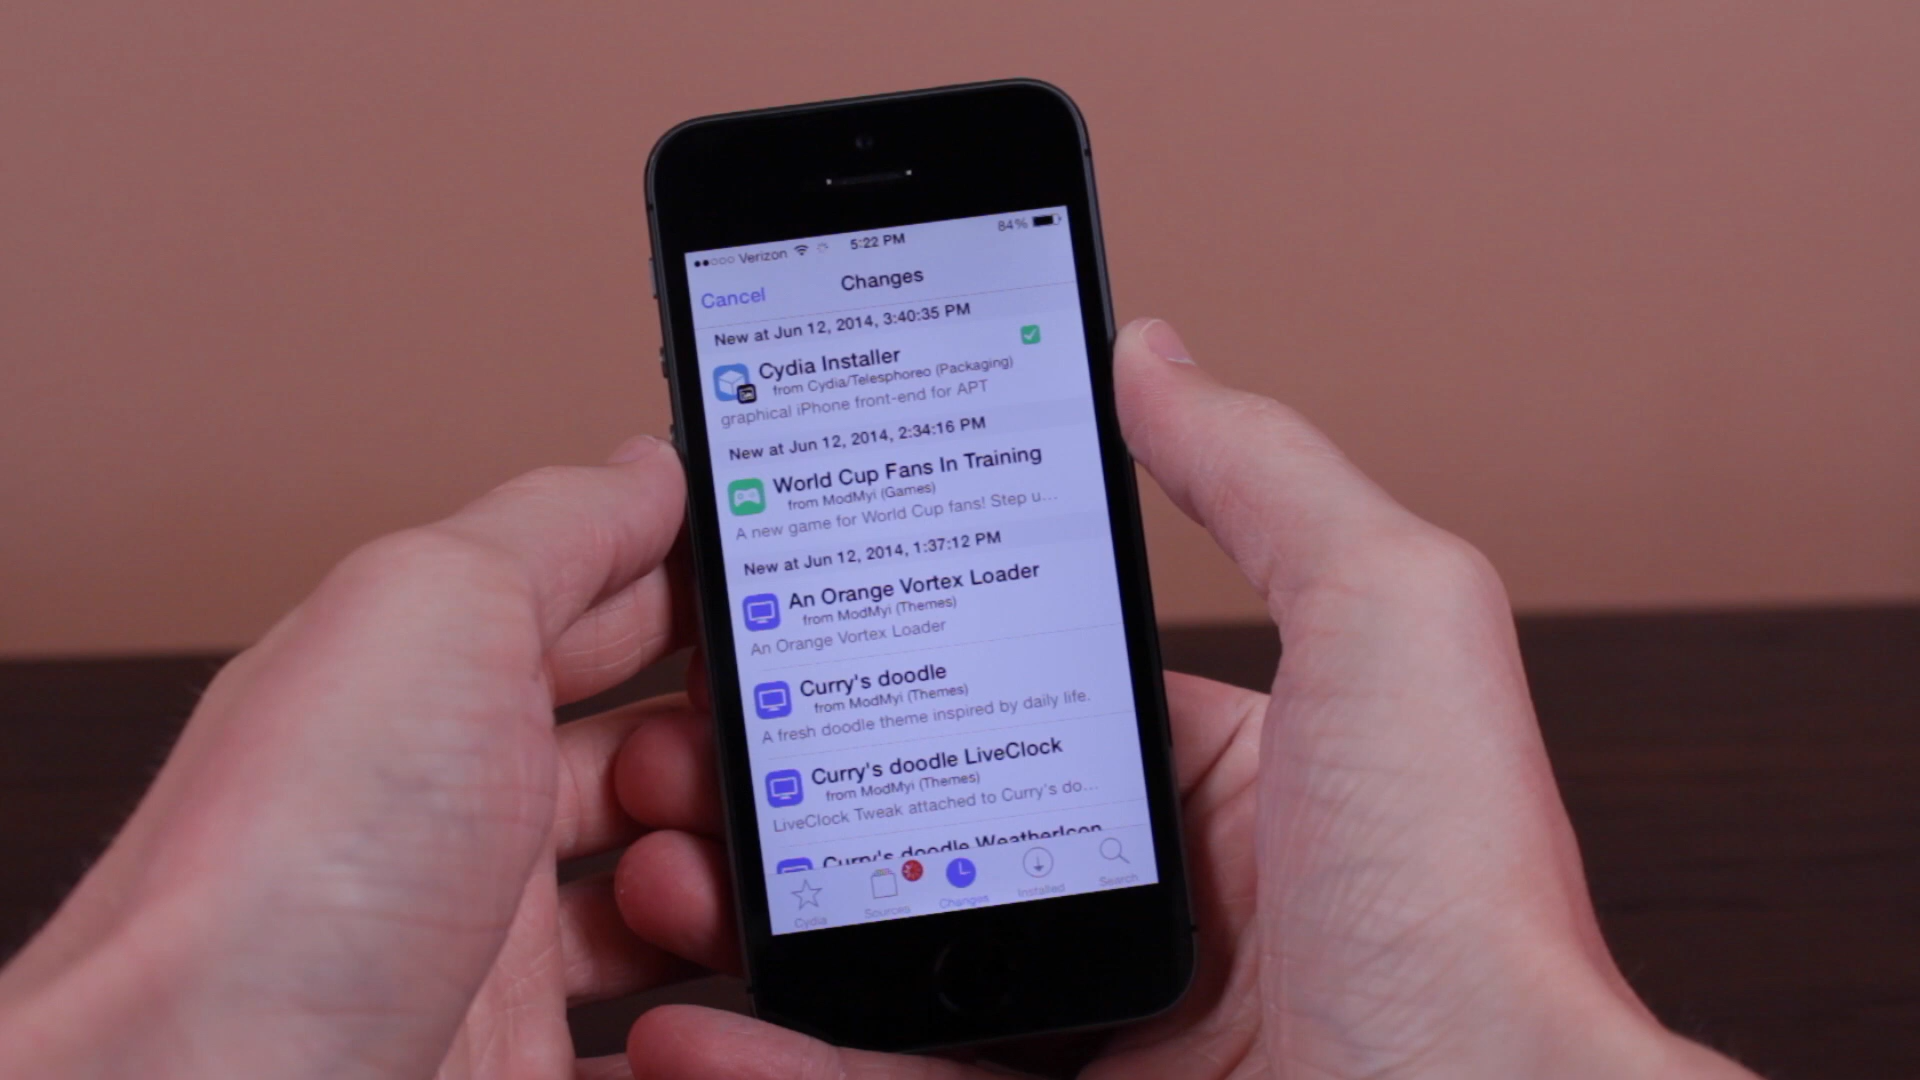 Verizon 5:22 PM 84%
Cancel Changes
New at Jun 12, 2014, 3:40:35 PM
Cydia Installer
from Cydia/Telesphoreo (Packaging)
graphical iPhone front-end for APT
New at Jun 12, 2014, 2:34:16 PM
World Cup Fans In Training
from ModMyi (Games)
A new game for World Cup fans! Step u...
New at Jun 12, 2014, 1:37:12 PM
An Orange Vortex Loader
from ModMyi (Themes)
An Orange Vortex Loader
Curry's doodle
from ModMyi (Themes)
A fresh doodle theme inspired by daily life.
Curry's doodle LiveClock
from ModMyi (Themes)
LiveClock Tweak attached to Curry's do...
Curry's doodle WeatherIcon
Cydia Sources Changes Installed Search